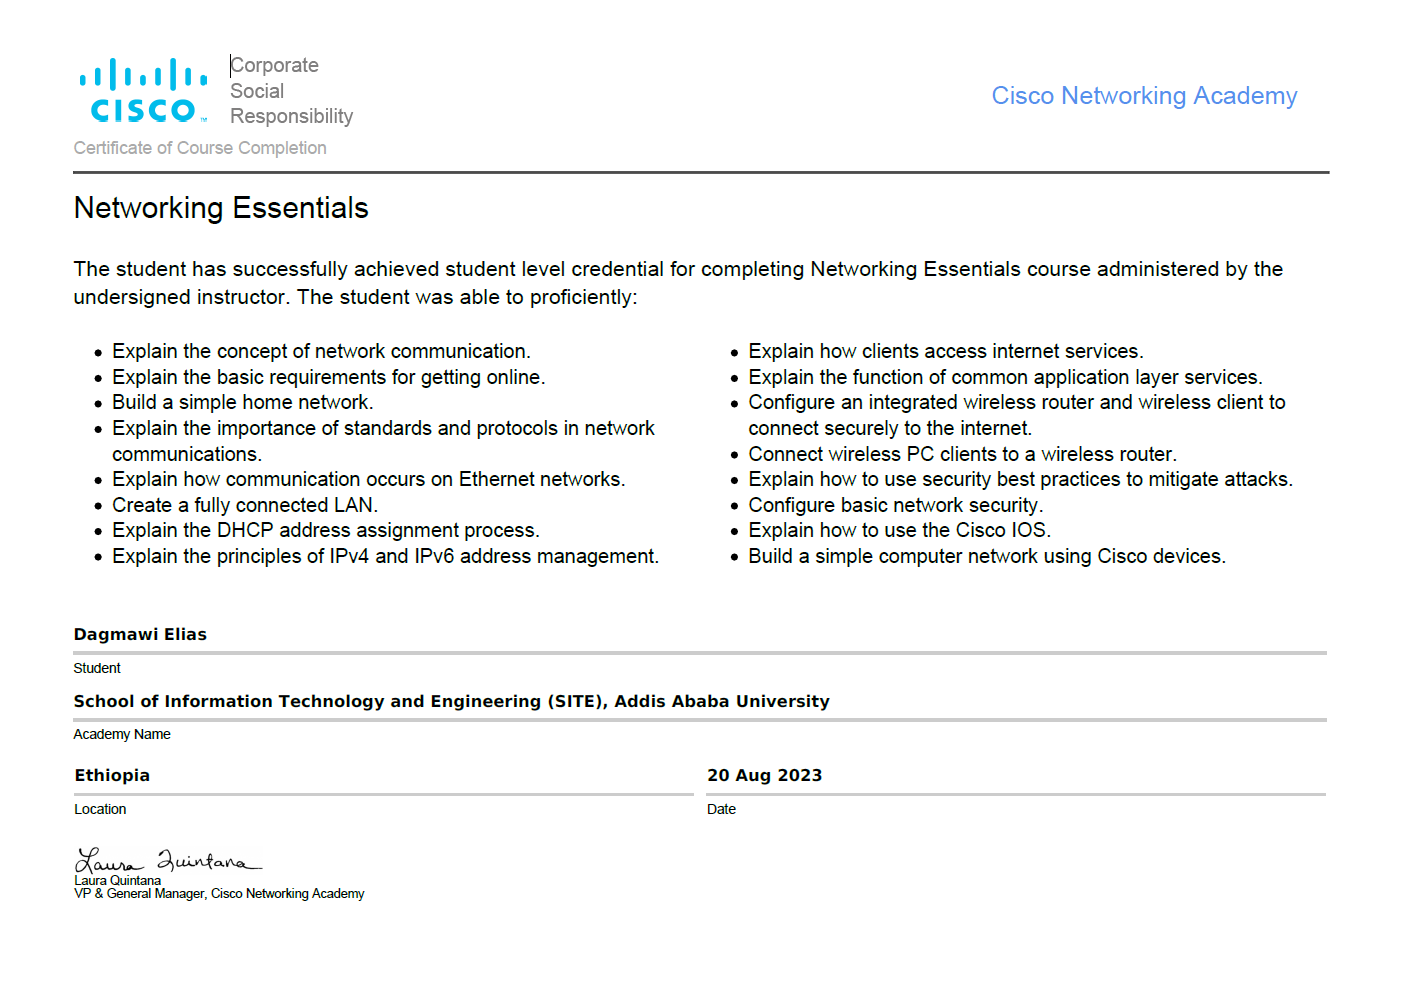 CISCO™
Corporate
Social
Responsibility
Cisco Networking Academy
Certificate of Course Completion
Networking Essentials
The student has successfully achieved student level credential for completing Networking Essentials course administered by the
undersigned instructor. The student was able to proficiently:
• Explain the concept of network communication.
• Explain the basic requirements for getting online.
• Build a simple home network.
• Explain the importance of standards and protocols in network
communications.
• Explain how communication occurs on Ethernet networks.
• Create a fully connected LAN.
• Explain the DHCP address assignment process.
• Explain the principles of IPv4 and IPv6 address management.
• Explain how clients access internet services.
• Explain the function of common application layer services.
• Configure an integrated wireless router and wireless client to
connect securely to the internet.
• Connect wireless PC clients to a wireless router.
• Explain how to use security best practices to mitigate attacks.
• Configure basic network security.
• Explain how to use the Cisco IOS.
• Build a simple computer network using Cisco devices.
Dagmawi Elias
Student
School of Information Technology and Engineering (SITE), Addis Ababa University
Academy Name
Ethiopia
Location
20 Aug 2023
Date
Laura Quintana
Laura Quintana
VP & General Manager, Cisco Networking Academy